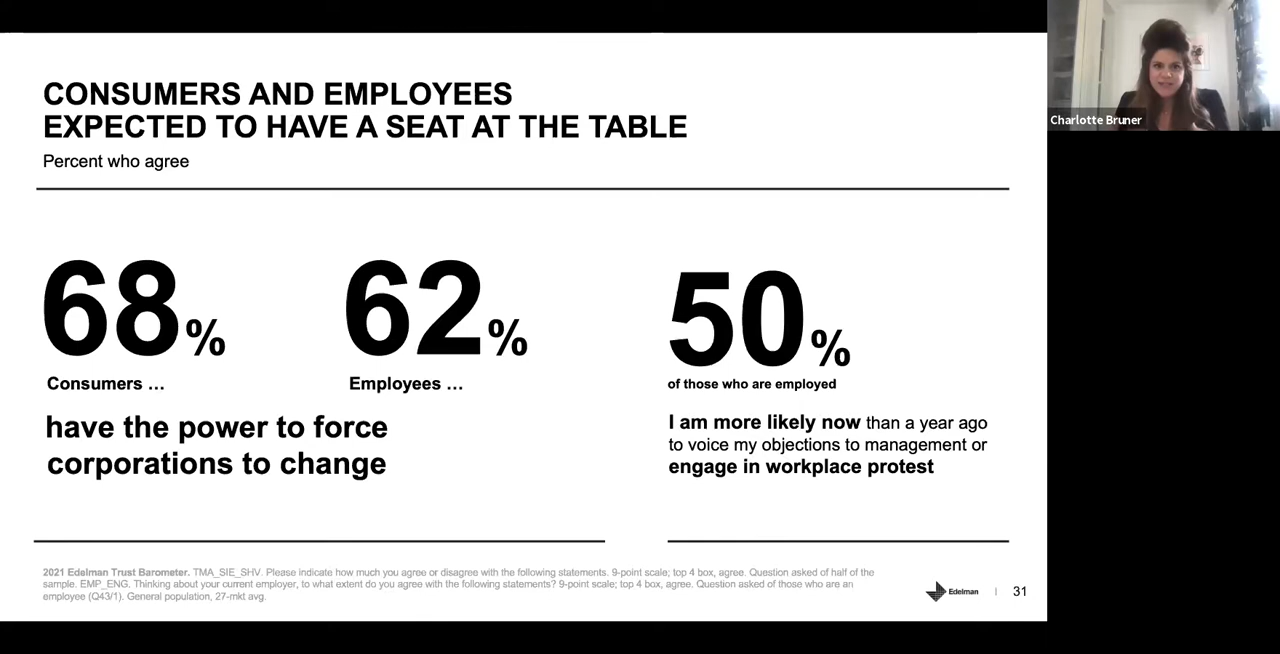 CONSUMERS AND EMPLOYEES
EXPECTED TO HAVE A SEAT AT THE TABLE
Percent who agree
68%
Consumers …
62%
Employees …
have the power to force
corporations to change
50%
of those who are employed
I am more likely now than a year ago
to voice my objections to management or
engage in workplace protest
2021 Edelman Trust Barometer. TMA_SIE_SHV. Please indicate how much you agree or disagree with the following statements. 9-point scale; top 4 box, agree. Question asked of half of the
sample. EMP_ENG. Thinking about your current employer, to what extent do you agree with the following statements? 9-point scale; top 4 box, agree. Question asked of those who are an
employee (Q43/1). General population, 27-mkt avg.
Edelman | 31
Charlotte Bruner